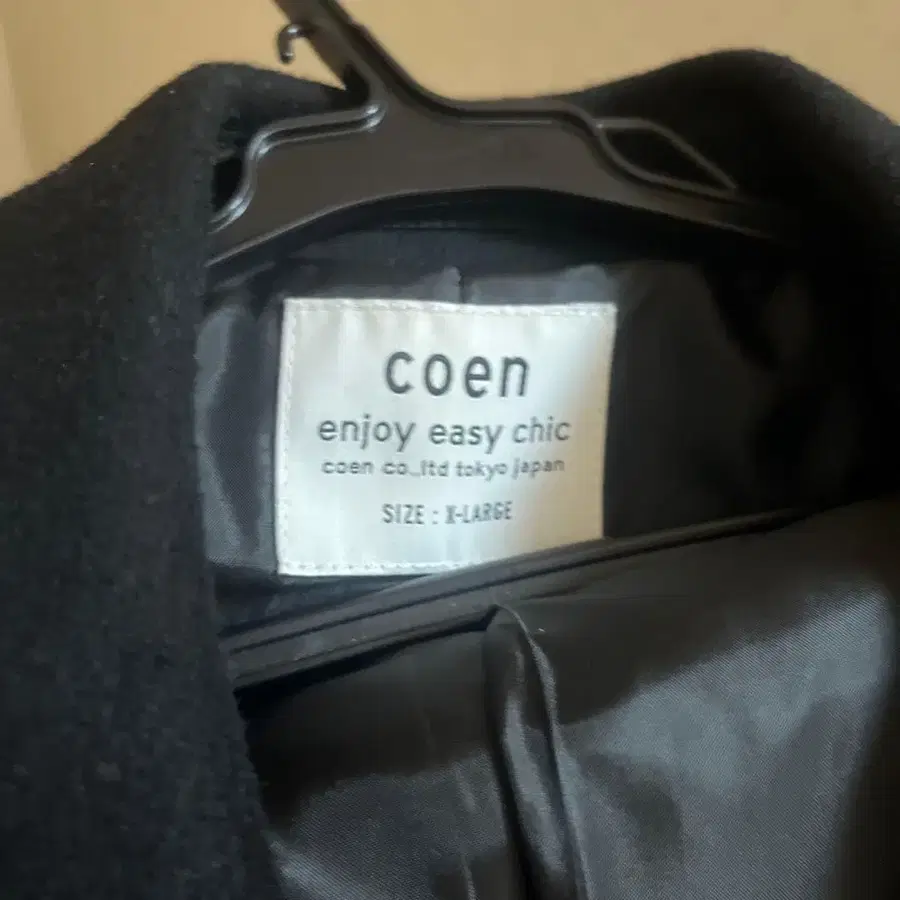 coen
enjoy easy chic
coen co.,ltd tokyo japan
SIZE : X-LARGE